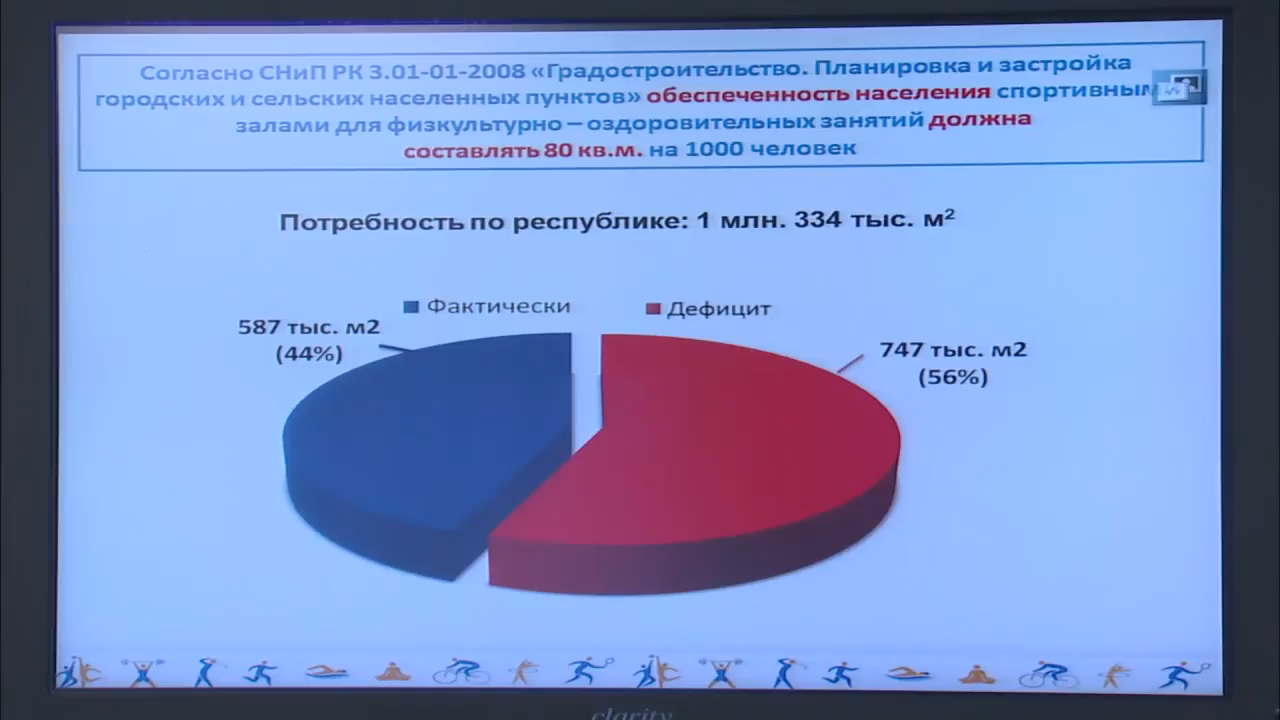 Согласно СНиП РК 3.01-01-2008 «Градостроительство. Планировка и застройка
городских и сельских населенных пунктов» обеспеченность населения спортивным
залами для физкультурно – оздоровительных занятий должна
составлять 80 кв.м. на 1000 человек
Потребность по республике: 1 млн. 334 тыс. м²
Фактически
Дефицит
587 тыс. м2
(44%)
747 тыс. м2
(56%)
clarity